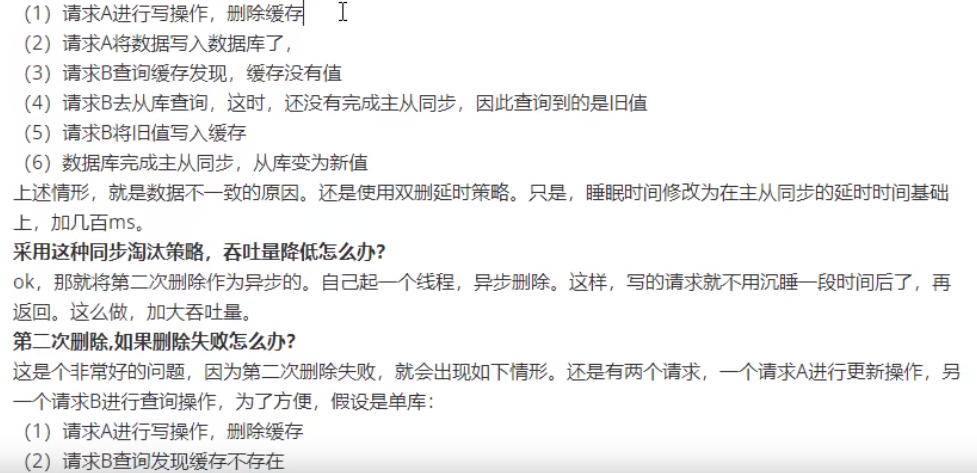 （1）请求A进行写操作，删除缓存
（2）请求A将数据写入数据库了，
（3）请求B查询缓存发现，缓存没有值
（4）请求B去从库查询，这时，还没有完成主从同步，因此查询到的是旧值
（5）请求B将旧值写入缓存
（6）数据库完成主从同步，从库变为新值
上述情形，就是数据不一致的原因。还是使用双删延时策略。只是，睡眠时间修改为在主从同步的延时时间基础
上，加几百ms。
采用这种同步淘汰策略，吞吐量降低怎么办？
ok，那就将第二次删除作为异步的。自己起一个线程，异步删除。这样，写的请求就不用沉睡一段时间后了，再
返回。这么做，加大吞吐量。
第二次删除,如果删除失败怎么办？
这是个非常好的问题，因为第二次删除失败，就会出现如下情形。还是有两个请求，一个请求A进行更新操作，另
一个请求B进行查询操作，为了方便，假设是单库：
（1）请求A进行写操作，删除缓存
（2）请求B查询发现缓存不存在